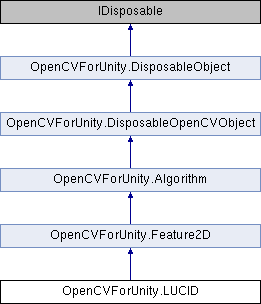 IDisposable
OpenCVForUnity.DisposableObject
OpenCVForUnity.DisposableOpenCVObject
OpenCVForUnity.Algorithm
OpenCVForUnity.Feature2D
OpenCVForUnity.LUCID